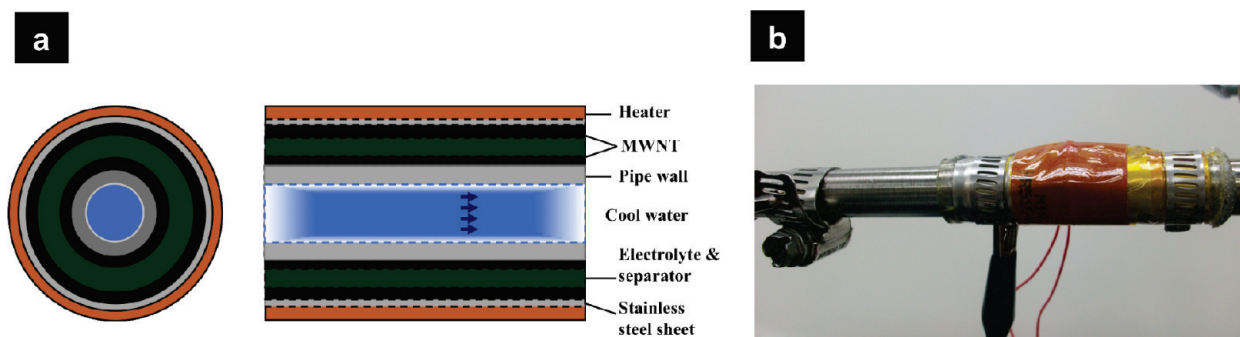 a
b
Heater
MWNT
Pipe wall
Cool water
Electrolyte &
separator
Stainless
steel sheet